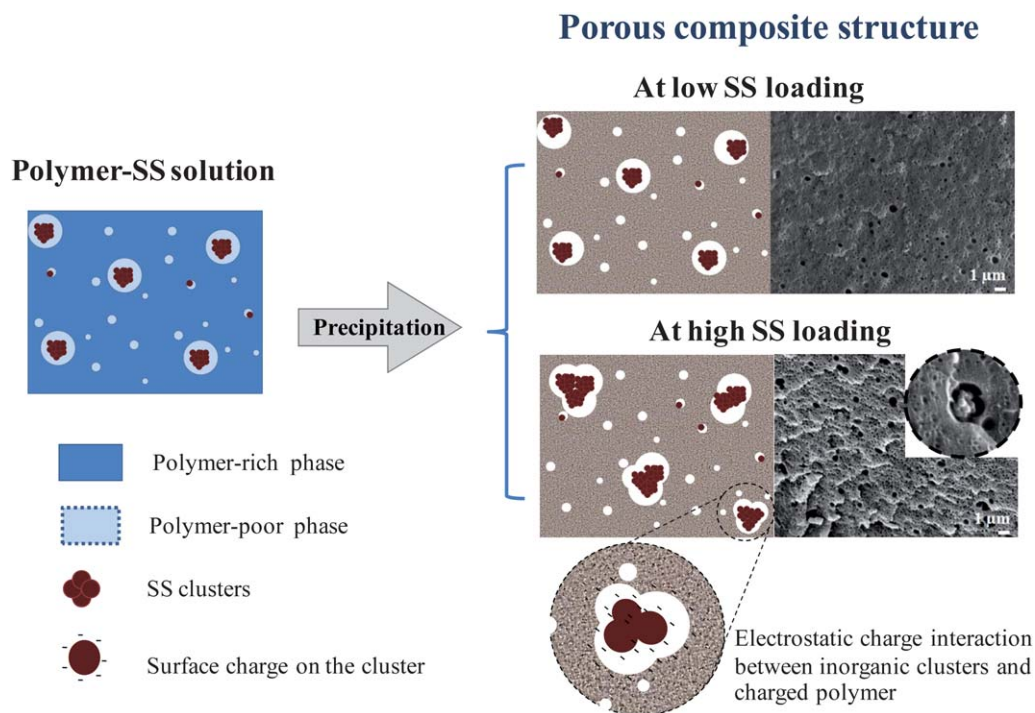 Porous composite structure
At low SS loading
Polymer-SS solution
1 μm
Precipitation
At high SS loading
1 μm
Polymer-rich phase
Polymer-poor phase
SS clusters
Surface charge on the cluster
Electrostatic charge interaction
between inorganic clusters and
charged polymer